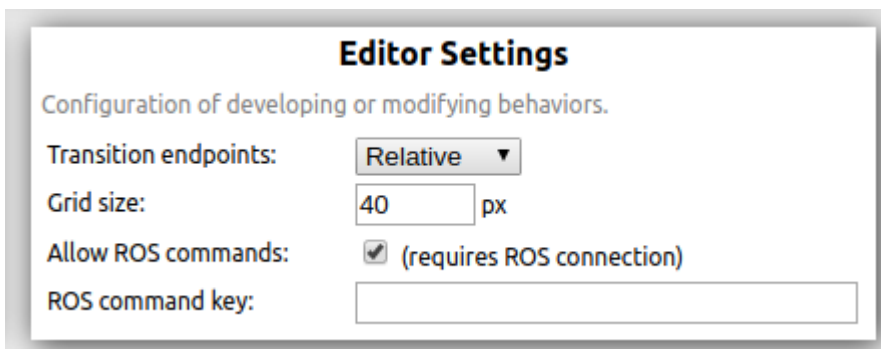 Editor Settings
Configuration of developing or modifying behaviors.
Transition endpoints: Relative
Grid size: 40 px
Allow ROS commands: (requires ROS connection)
ROS command key: